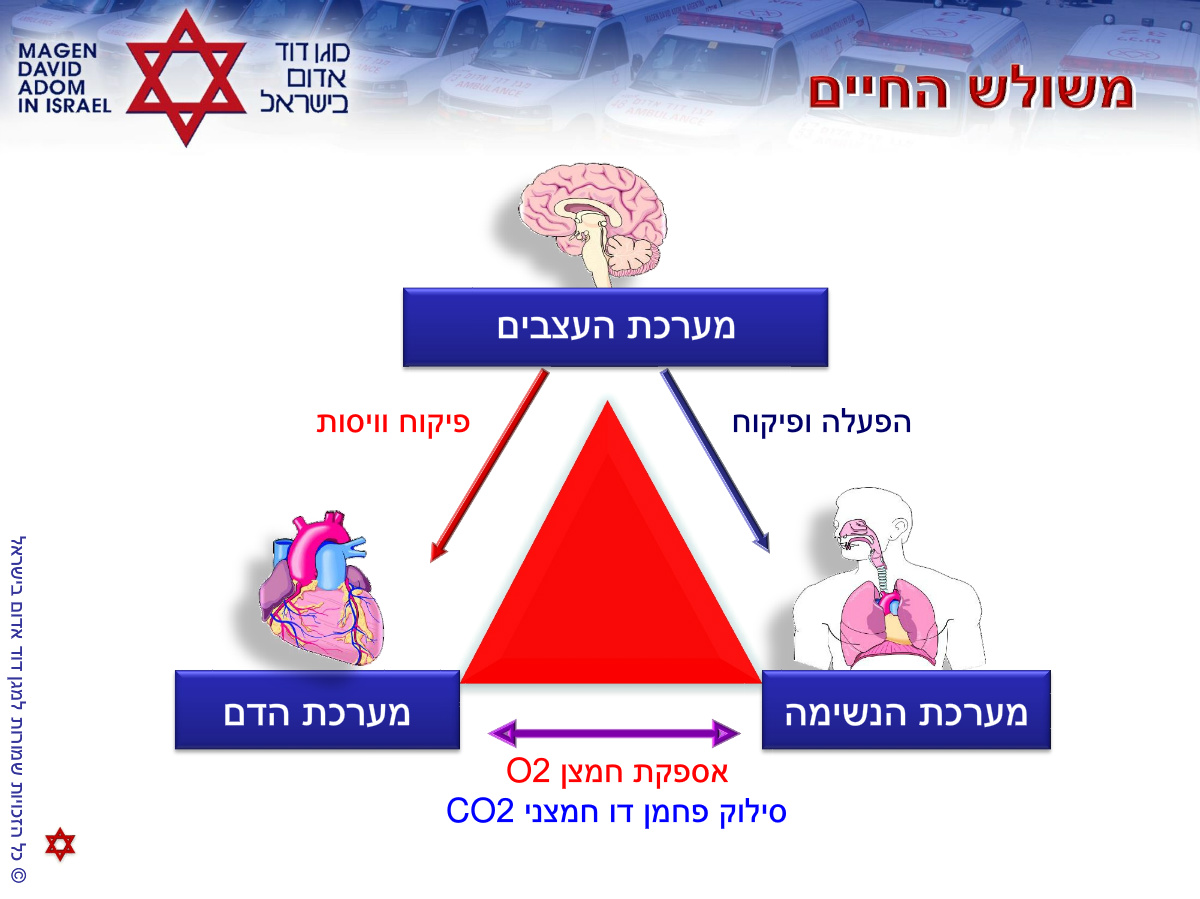 MAGEN
DAVID
ADOM
IN ISRAEL
מגן דוד
אדום
בישראל
משולש החיים
מערכת העצבים
פיקוח וויסות
הפעלה ופיקוח
מערכת הדם
מערכת הנשימה
אספקת חמצן O2
סילוק פחמן דו חמצני CO2
© כל הזכויות שמורות למגן דוד אדום בישראל